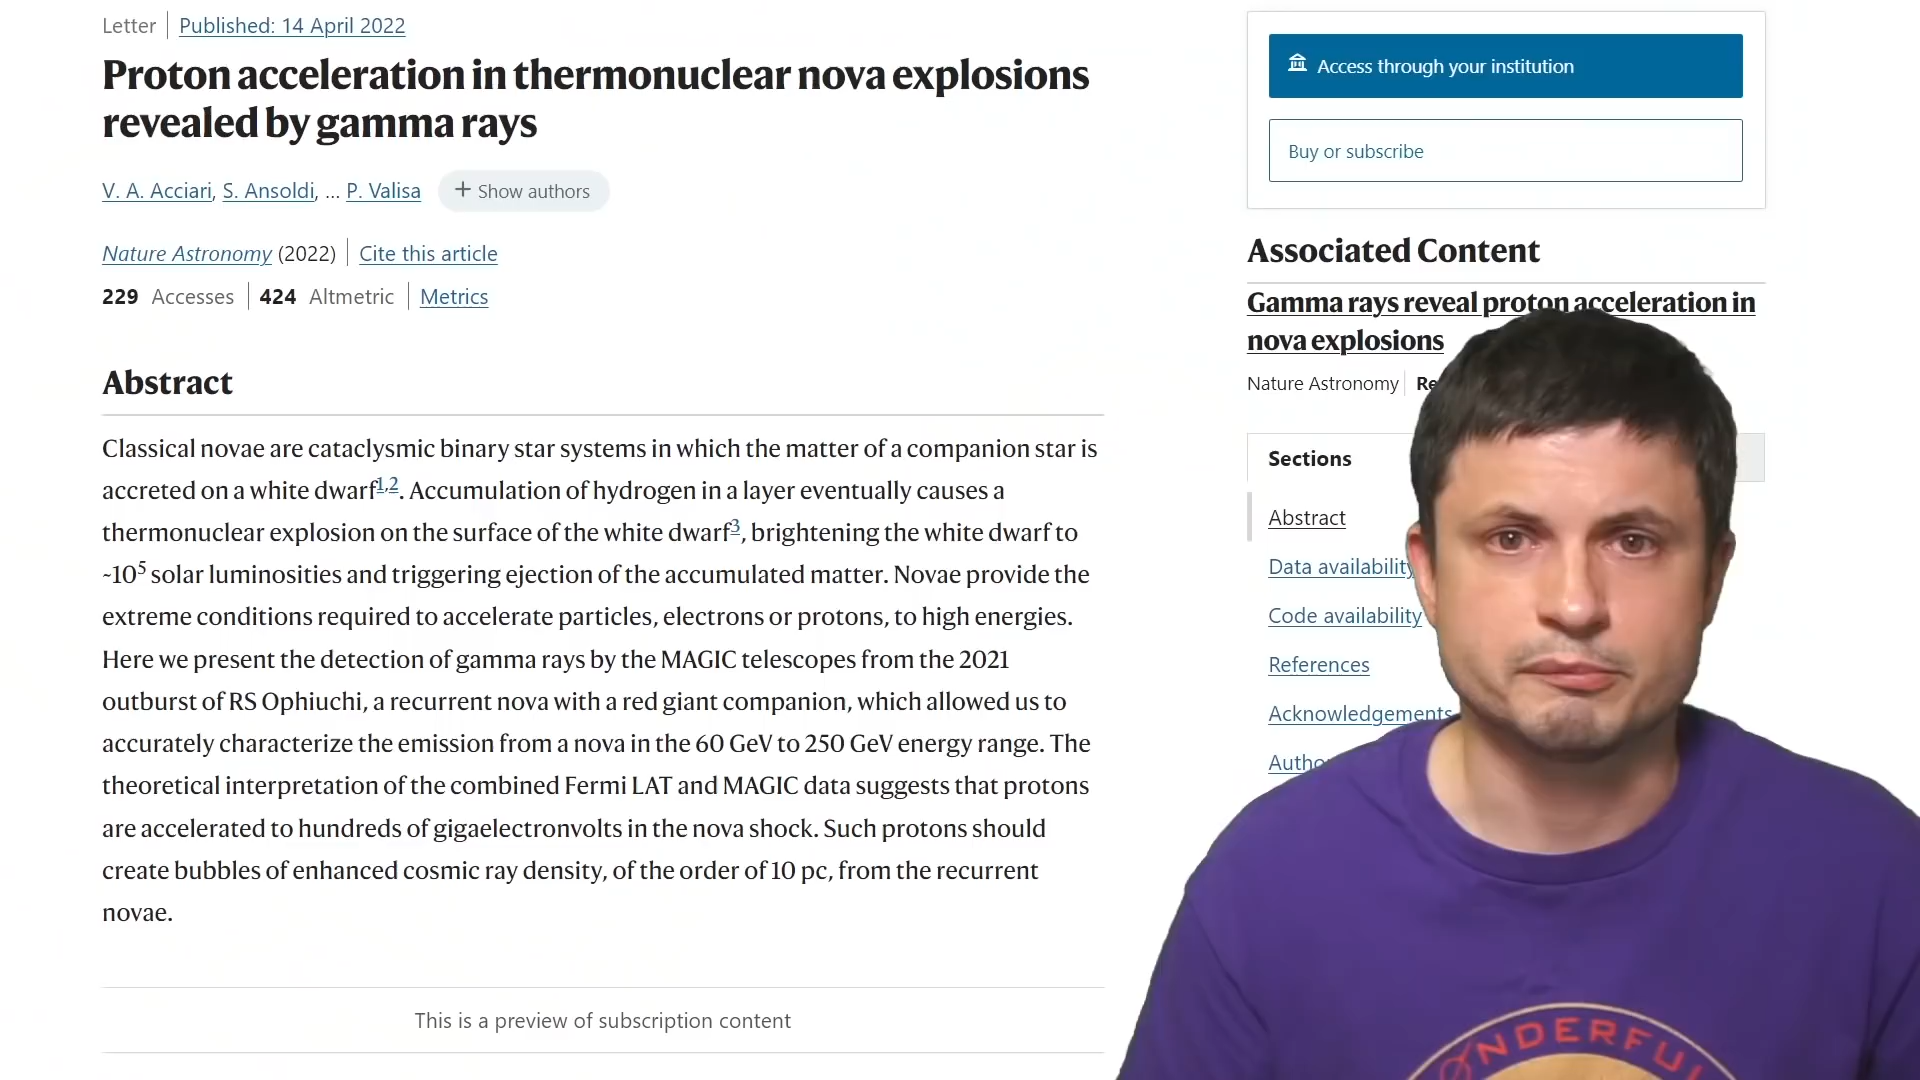 Letter Published: 14 April 2022
Proton acceleration in thermonuclear nova explosions
revealed by gamma rays
V. A. Acciari, S. Ansoldi, ... P. Valisa + Show authors
Nature Astronomy (2022) Cite this article
229 Accesses 424 Altmetric Metrics
Abstract
Classical novae are cataclysmic binary star systems in which the matter of a companion star is
accreted on a white dwarf1,2. Accumulation of hydrogen in a layer eventually causes a
thermonuclear explosion on the surface of the white dwarf3, brightening the white dwarf to
~10⁵ solar luminosities and triggering ejection of the accumulated matter. Novae provide the
extreme conditions required to accelerate particles, electrons or protons, to high energies.
Here we present the detection of gamma rays by the MAGIC telescopes from the 2021
outburst of RS Ophiuchi, a recurrent nova with a red giant companion, which allowed us to
accurately characterize the emission from a nova in the 60 GeV to 250 GeV energy range. The
theoretical interpretation of the combined Fermi LAT and MAGIC data suggests that protons
are accelerated to hundreds of gigaelectronvolts in the nova shock. Such protons should
create bubbles of enhanced cosmic ray density, of the order of 10 pc, from the recurrent
novae.
This is a preview of subscription content
Access through your institution
Buy or subscribe
Associated Content
Gamma rays reveal proton acceleration in
nova explosions
Nature Astronomy
Sections
Abstract
Data availability
Code availability
References
Acknowledgements